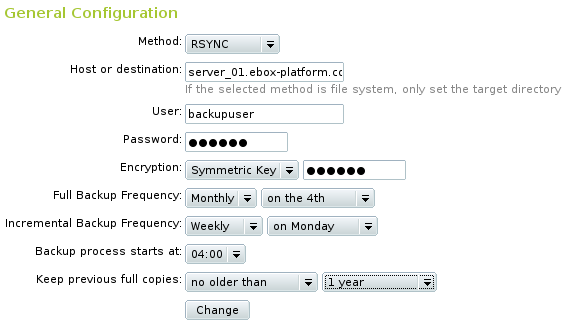 General Configuration
Method: RSYNC
Host or destination: server_01.ebox-platform.cc
If the selected method is file system, only set the target directory
User: backupuser
Password: ●●●●●●
Encryption: Symmetric Key ●●●●●●
Full Backup Frequency: Monthly on the 4th
Incremental Backup Frequency: Weekly on Monday
Backup process starts at: 04:00
Keep previous full copies: no older than 1 year
Change